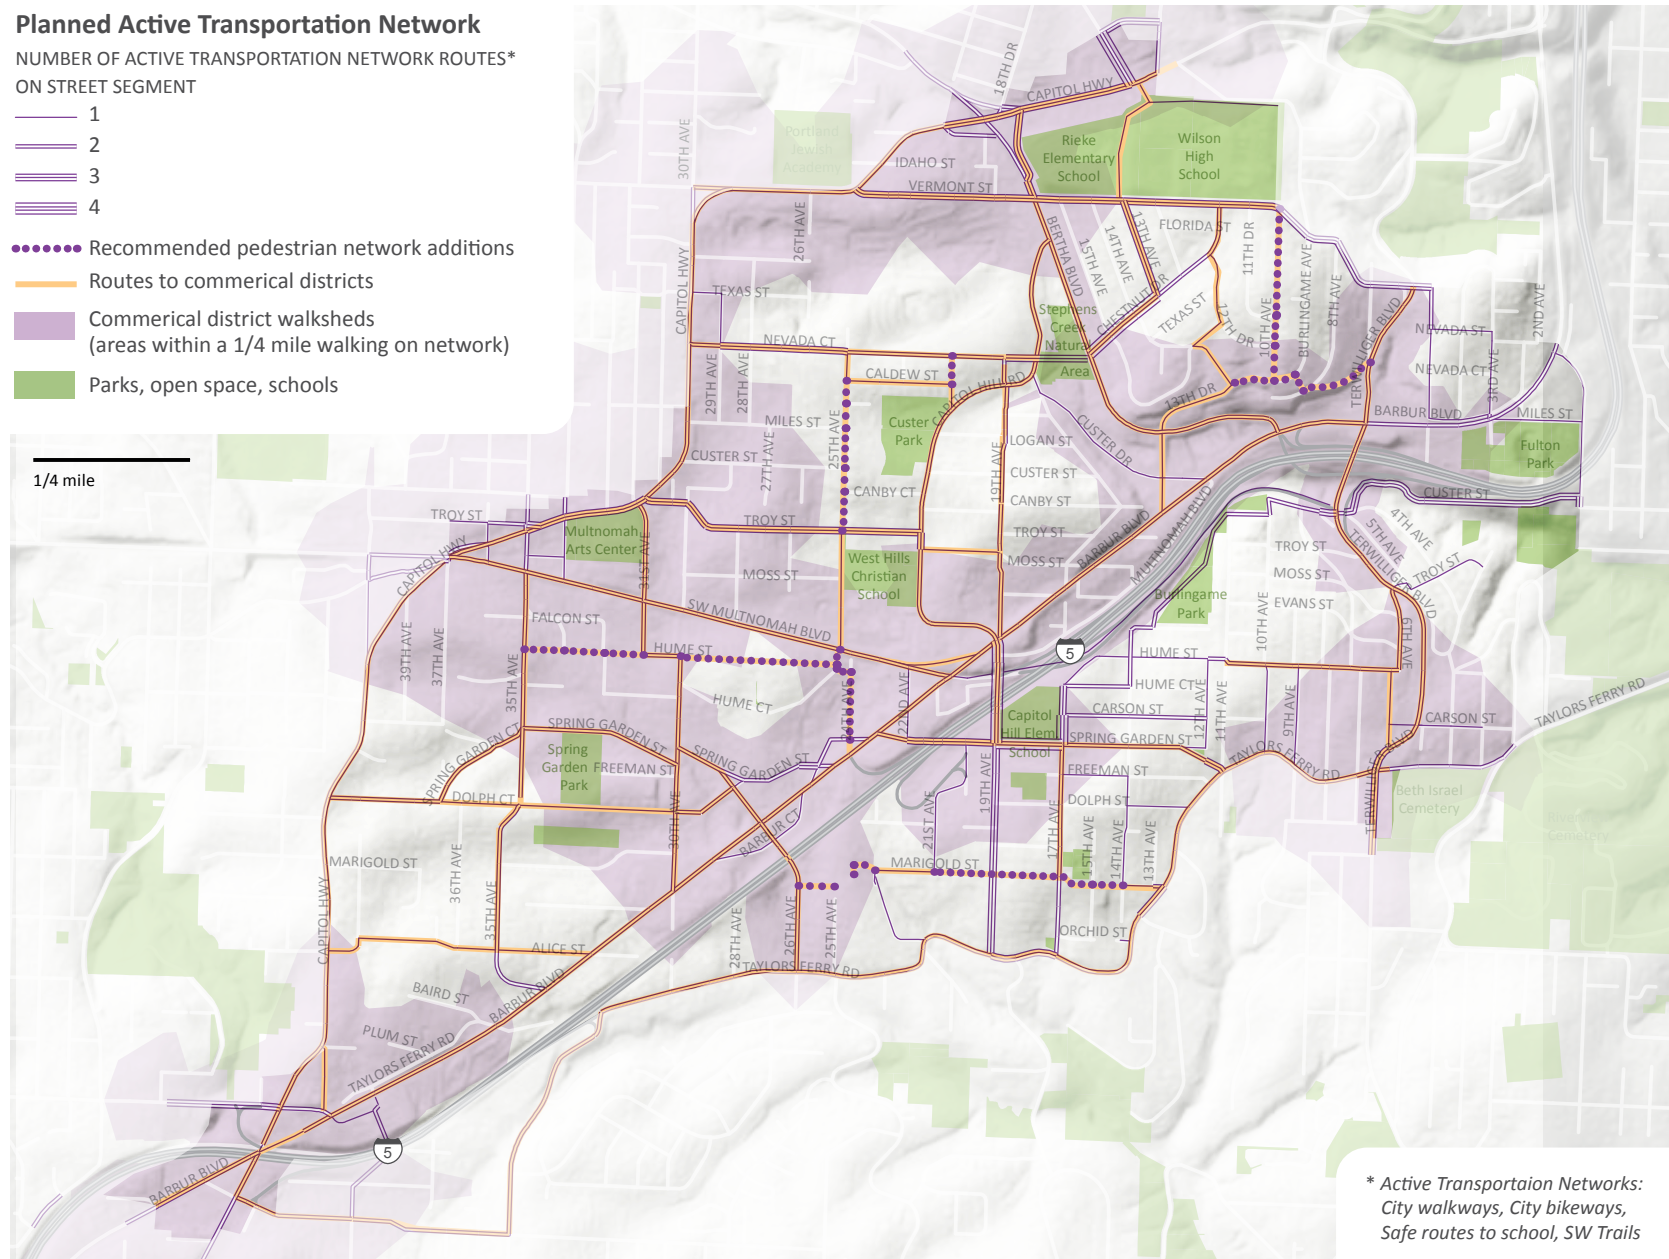 Planned Active Transportation Network
NUMBER OF ACTIVE TRANSPORTATION NETWORK ROUTES*
ON STREET SEGMENT
1
2
3
4
Recommended pedestrian network additions
Routes to commerical districts
Commerical district walksheds
(areas within a 1/4 mile walking on network)
Parks, open space, schools
1/4 mile
18TH DR
CAPITOL HWY
30TH AVE
Portland
Jewish
Academy
IDAHO ST
VERMONT ST
Rieke
Elementary
School
Wilson
High
School
26TH AVE
CAPITOL HWY
BERTHA BLVD
15TH AVE
14TH AVE
13TH AVE
FLORIDA ST
11TH DR
BURLINGAME AVE
8TH AVE
10TH AVE
2ND AVE
TEXAS ST
CHESTNUT DR
TEXAS ST
12TH DR
Stephens
Creek
Natural
Area
NEVADA CT
NEVADA ST
NEVADA CT
3RD AVE
TERWILLIGER BLVD
29TH AVE
28TH AVE
CALDEW ST
CAPITOL HILL RD
13TH DR
BARBUR BLVD
MILES ST
MILES ST
27TH AVE
25TH AVE
Custer
Park
CUSTER ST
CANBY CT
19TH AVE
LOGAN ST
CUSTER DR
CUSTER ST
CANBY ST
Fulton
Park
CUSTER ST
TROY ST
CAPITOL HWY
Multnomah
Arts Center
31ST AVE
TROY ST
TROY ST
MOSS ST
MOSS ST
BARBUR BLVD
MULTNOMAH BLVD
West Hills
Christian
School
4TH AVE
5TH AVE
TERWILLIGER BLVD
TROY ST
TROY ST
MOSS ST
EVANS ST
Burlingame
Park
10TH AVE
6TH AVE
FALCON ST
SW MULTNOMAH BLVD
39TH AVE
37TH AVE
35TH AVE
HUME ST
HUME CT
24TH AVE
22ND AVE
5
HUME ST
HUME CT
CARSON ST
12TH AVE
11TH AVE
9TH AVE
CARSON ST
TAYLORS FERRY RD
Capitol
Hill Elem
School
SPRING GARDEN ST
TAYLORS FERRY RD
TERWILLIGER BLVD
SPRING GARDEN CT
SPRING GARDEN ST
SPRING GARDEN ST
Spring
Garden
Park
FREEMAN ST
DOLPH CT
30TH AVE
BARBUR CT
19TH AVE
21ST AVE
FREEMAN ST
DOLPH ST
17TH AVE
15TH AVE
14TH AVE
13TH AVE
Beth Israel
Cemetery
Cemetery
MARIGOLD ST
36TH AVE
35TH AVE
CAPITOL HWY
MARIGOLD ST
28TH AVE
26TH AVE
25TH AVE
ORCHID ST
ALICE ST
TAYLORS FERRY RD
BAIRD ST
BARBUR BLVD
PLUM ST
TAYLORS FERRY RD
5
BARBUR BLVD
* Active Transportaion Networks:
City walkways, City bikeways,
Safe routes to school, SW Trails